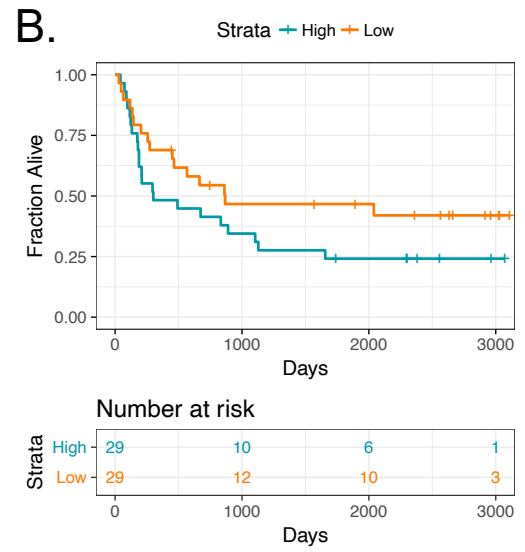 B.
Strata High Low
1.00
0.75
0.50
0.25
0.00
Fraction Alive
0 1000 2000 3000
Days
Number at risk
Strata
High 29 10 6 1
Low 29 12 10 3
0 1000 2000 3000
Days